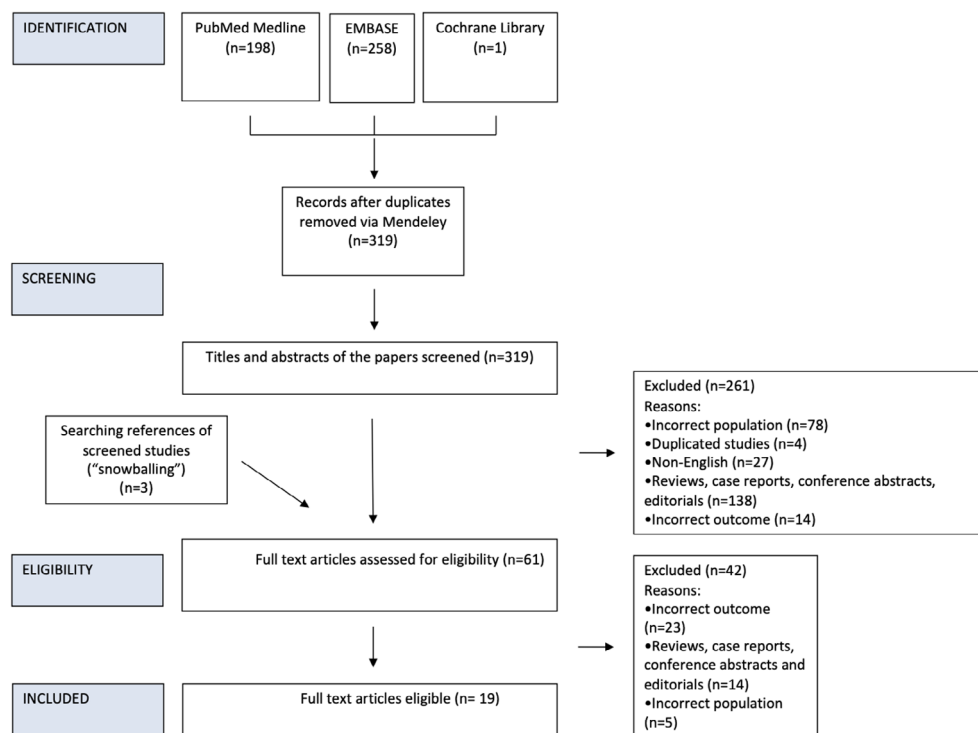 IDENTIFICATION
PubMed Medline
(n=198)
EMBASE
(n=258)
Cochrane Library
(n=1)
Records after duplicates
removed via Mendeley
(n=319)
SCREENING
Titles and abstracts of the papers screened (n=319)
Excluded (n=261)
Reasons:
•Incorrect population (n=78)
•Duplicated studies (n=4)
•Non-English (n=27)
•Reviews, case reports, conference abstracts,
editorials (n=138)
•Incorrect outcome (n=14)
Searching references of
screened studies
(“snowballing”)
(n=3)
ELIGIBILITY
Full text articles assessed for eligibility (n=61)
Excluded (n=42)
Reasons:
•Incorrect outcome
(n=23)
•Reviews, case reports,
conference abstracts and
editorials (n=14)
•Incorrect population
(n=5)
INCLUDED
Full text articles eligible (n= 19)